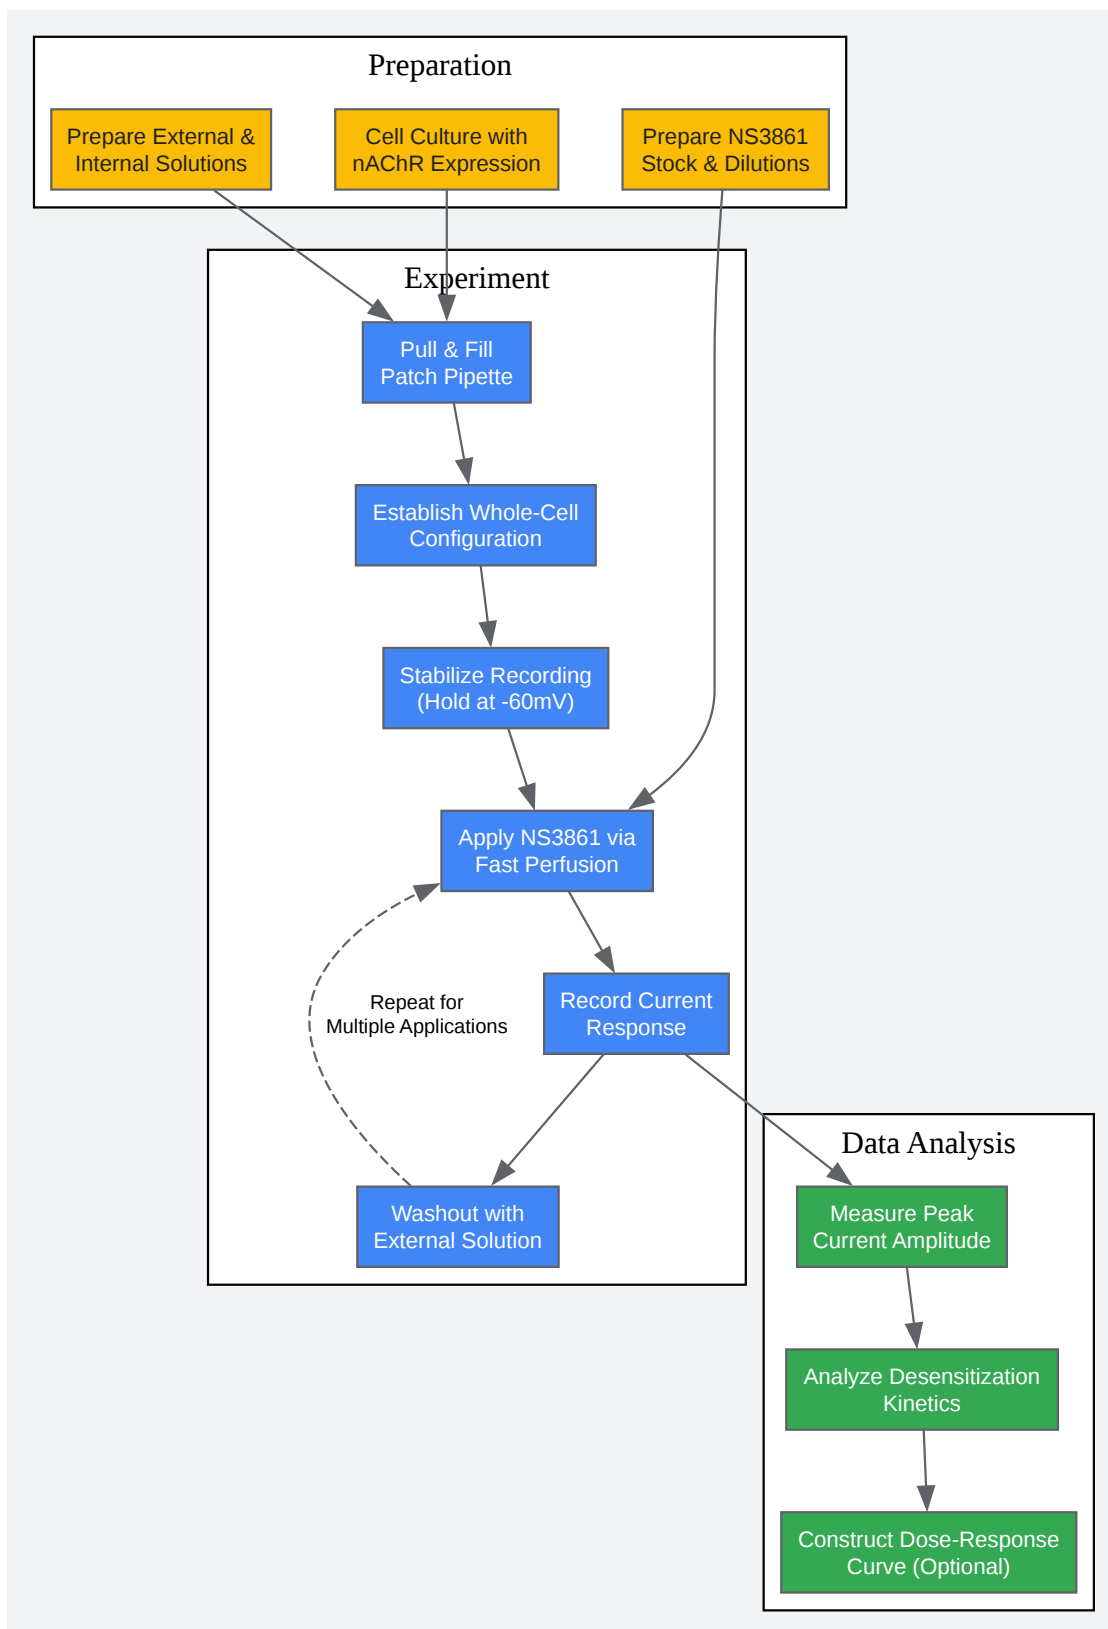 Preparation
Prepare External &
Internal Solutions
Cell Culture with
nAChR Expression
Prepare NS3861
Stock & Dilutions
Experiment
Pull & Fill
Patch Pipette
Establish Whole-Cell
Configuration
Stabilize Recording
(Hold at -60mV)
Apply NS3861 via
Fast Perfusion
Repeat for
Multiple Applications
Record Current
Response
Washout with
External Solution
Data Analysis
Measure Peak
Current Amplitude
Analyze Desensitization
Kinetics
Construct Dose-Response
Curve (Optional)